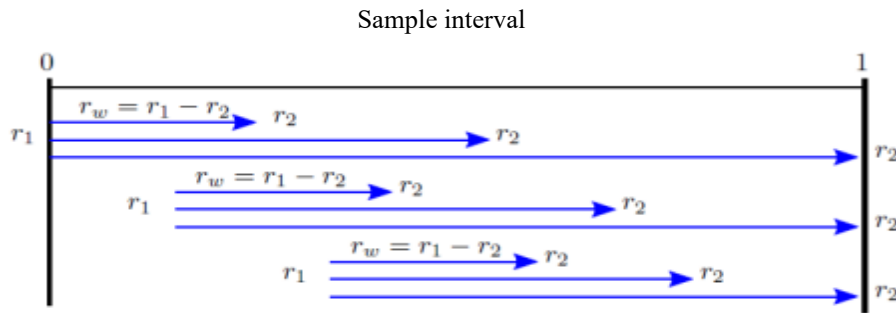 Sample interval
0 1
r_w = r_1 − r_2 r_2
r_1 r_2
r_2
r_w = r_1 − r_2 r_2
r_1 r_2
r_2
r_w = r_1 − r_2 r_2
r_1 r_2
r_2